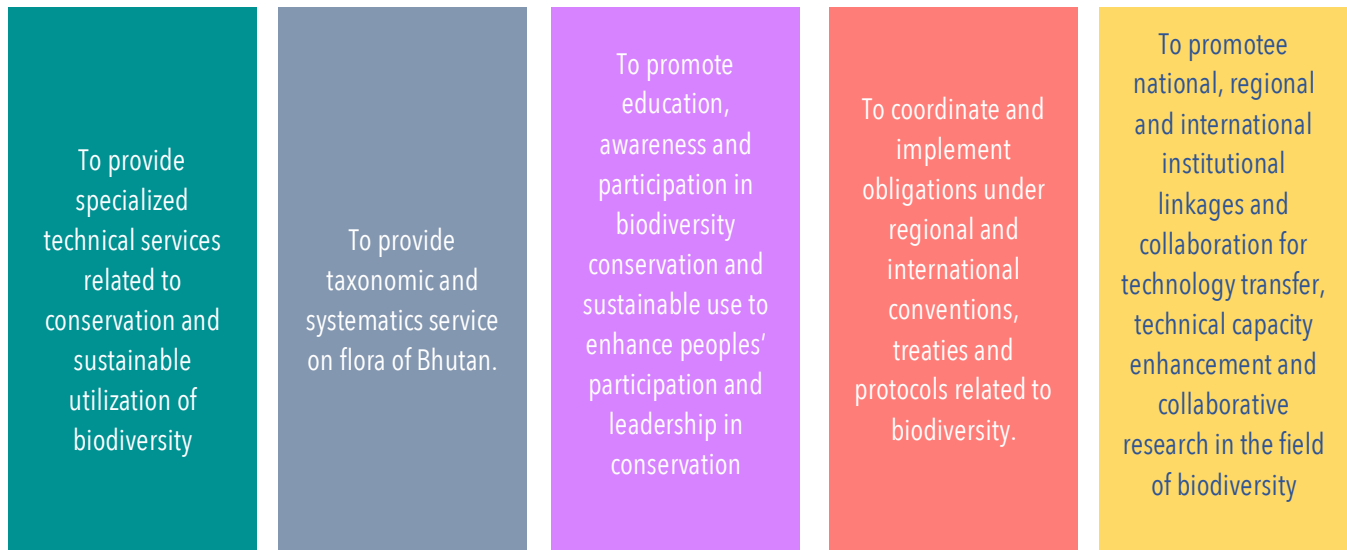 To provide
specialized
technical services
related to
conservation and
sustainable
utilization of
biodiversity
To provide
taxonomic and
systematics service
on flora of Bhutan.
To promote
education,
awareness and
participation in
biodiversity
conservation and
sustainable use to
enhance peoples’
participation and
leadership in
conservation
To coordinate and
implement
obligations under
regional and
international
conventions,
treaties and
protocols related to
biodiversity.
To promotee
national, regional
and international
institutional
linkages and
collaboration for
technology transfer,
technical capacity
enhancement and
collaborative
research in the field
of biodiversity